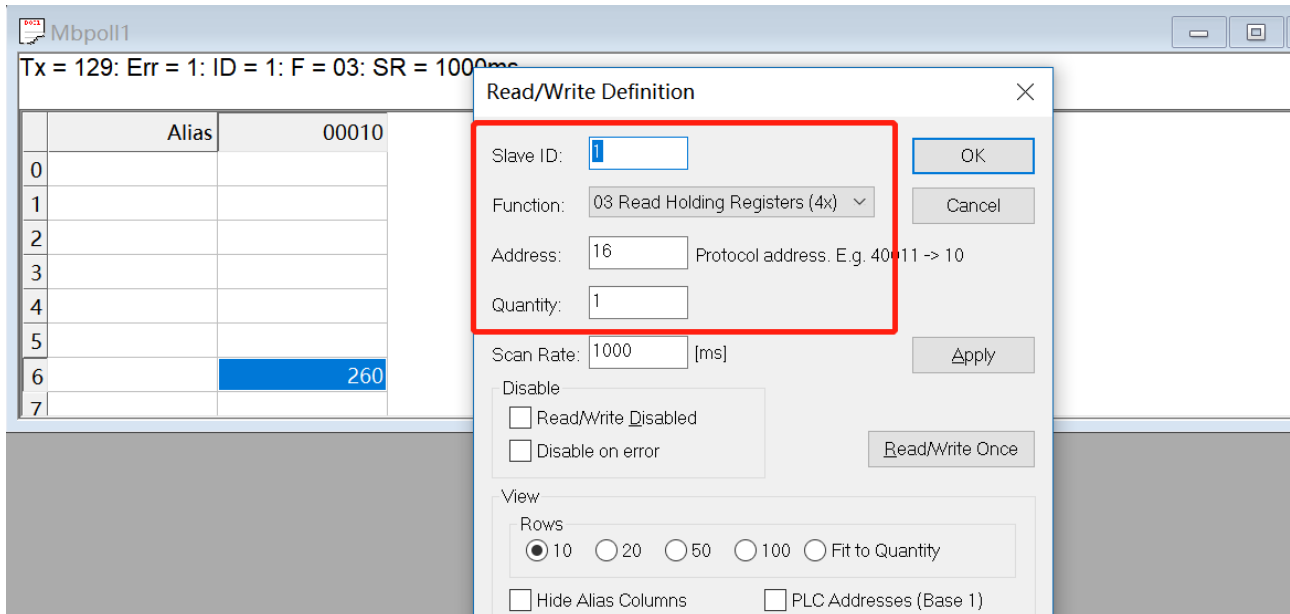 Mbpoll1
Tx = 129: Err = 1: ID = 1: F = 03: SR = 1000ms
Alias 00010
0
1
2
3
4
5
6 260
7
Read/Write Definition
Slave ID: 1
OK
Function: 03 Read Holding Registers (4x)
Cancel
Address: 16 Protocol address. E.g. 40011 -> 10
Quantity: 1
Scan Rate: 1000 [ms]
Apply
Disable
Read/Write Disabled
Disable on error
Read/Write Once
View
Rows
10 20 50 100 Fit to Quantity
Hide Alias Columns PLC Addresses (Base 1)